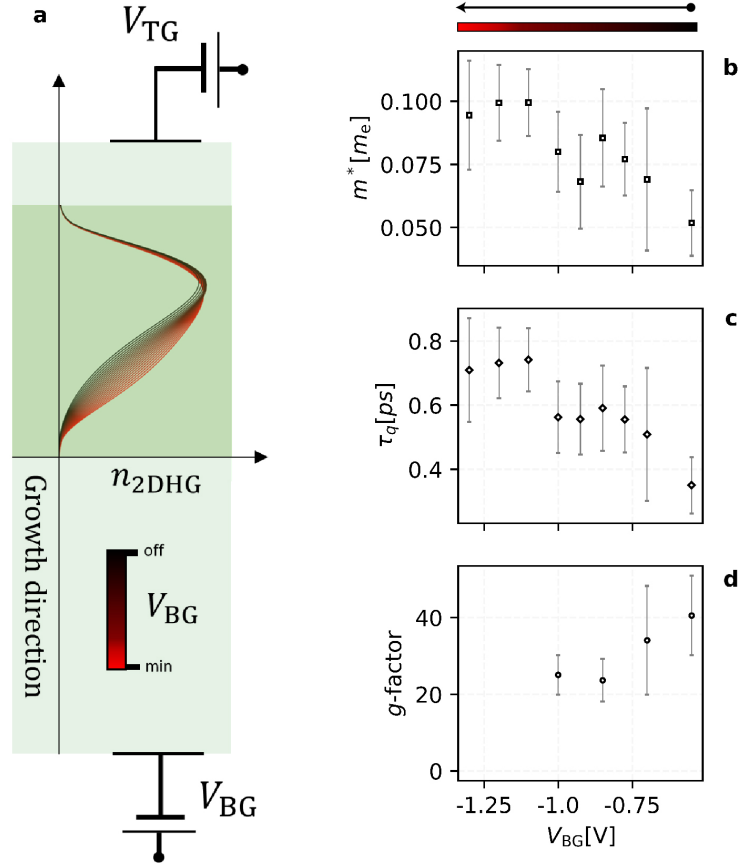 a
V_TG
n_2DHG
Growth direction
off
V_BG
min
V_BG
b
0.100
0.075
0.050
m*[m_e]
c
0.8
0.6
0.4
τ_q[ps]
d
40
20
0
g-factor
-1.25 -1.0 -0.75
V_BG[V]